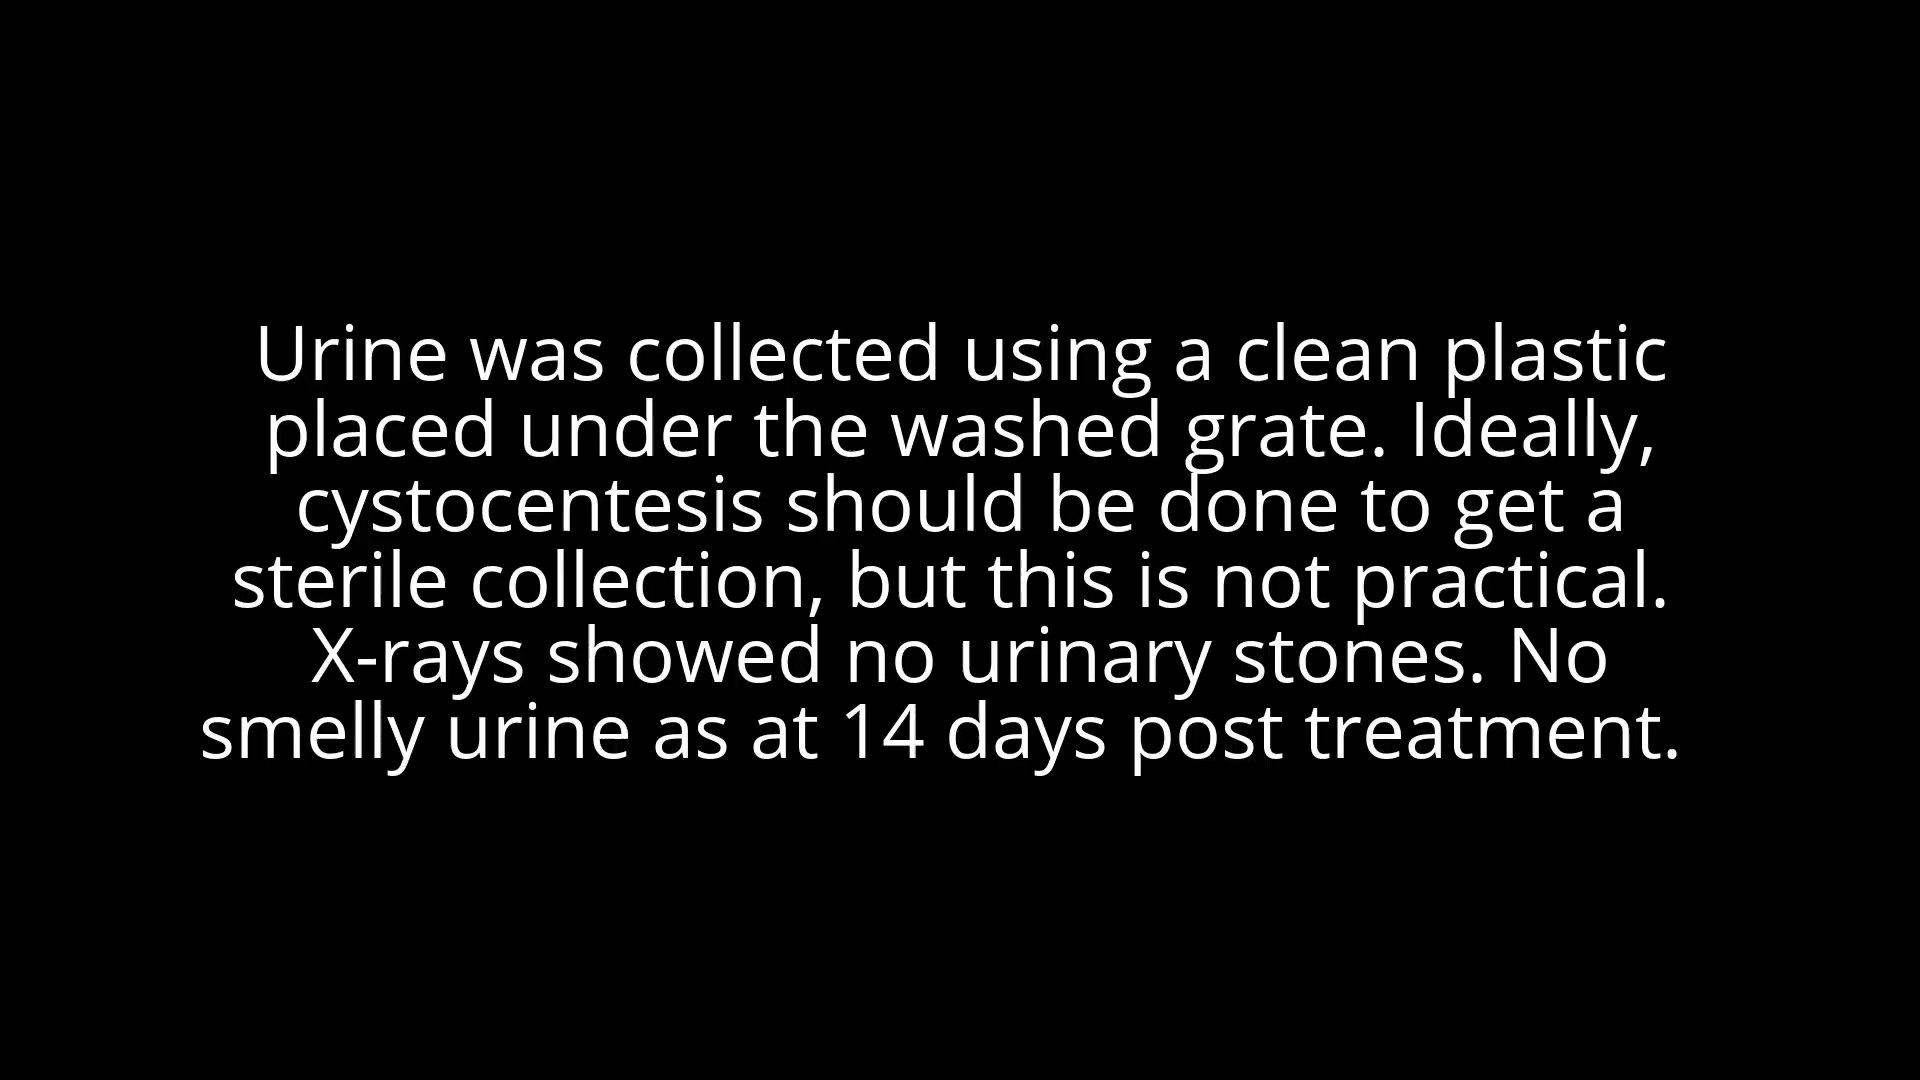 Urine was collected using a clean plastic
placed under the washed grate. Ideally,
cystocentesis should be done to get a
sterile collection, but this is not practical.
X-rays showed no urinary stones. No
smelly urine as at 14 days post treatment.